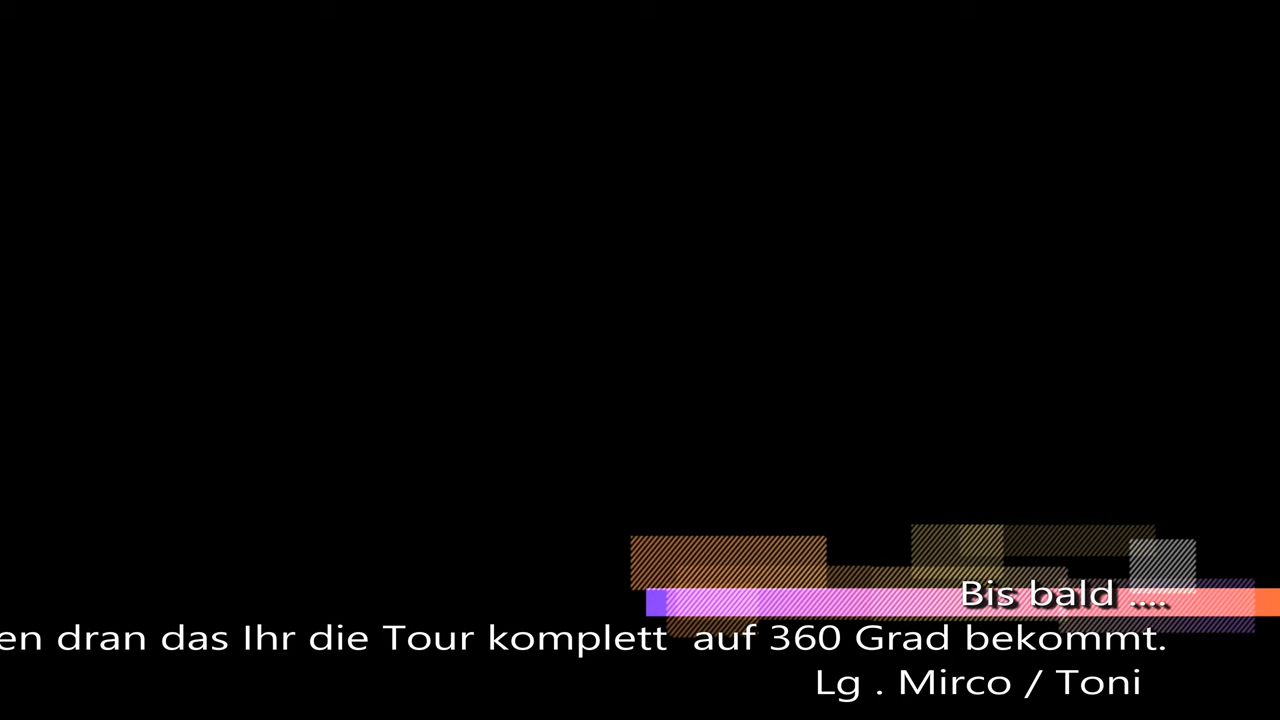 Bis bald ....
en dran das Ihr die Tour komplett auf 360 Grad bekommt.
Lg . Mirco / Toni